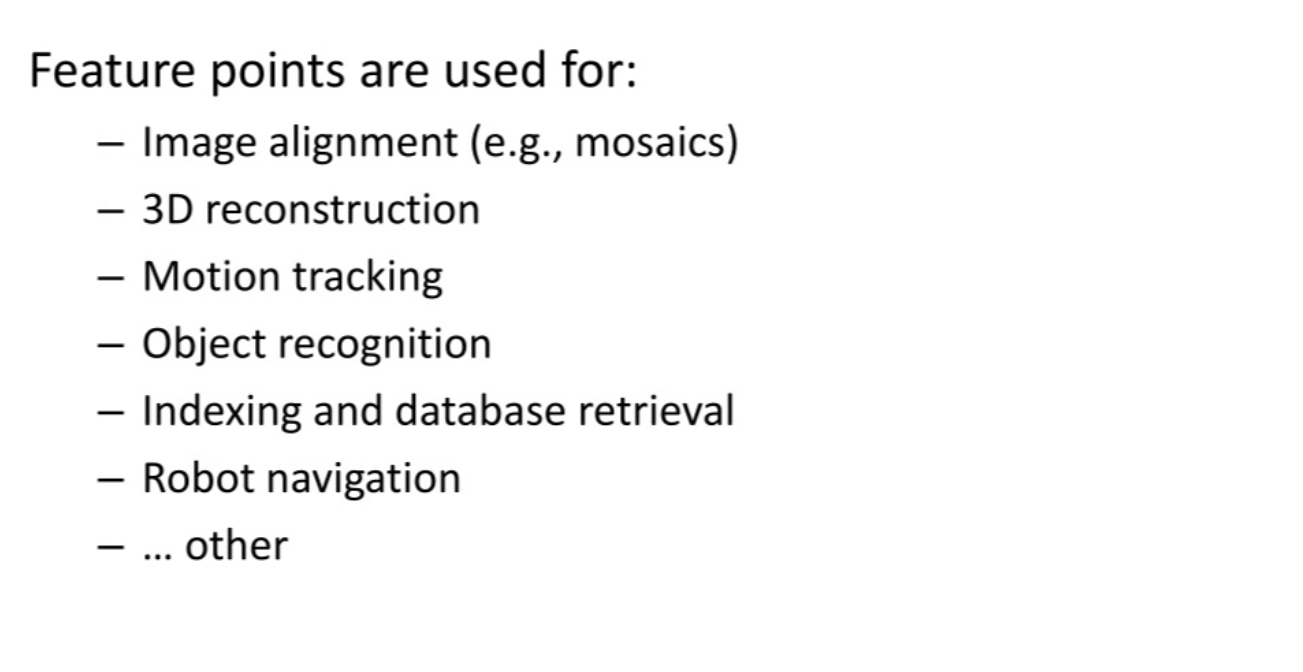 Feature points are used for:
– Image alignment (e.g., mosaics)
– 3D reconstruction
– Motion tracking
– Object recognition
– Indexing and database retrieval
– Robot navigation
– ... other